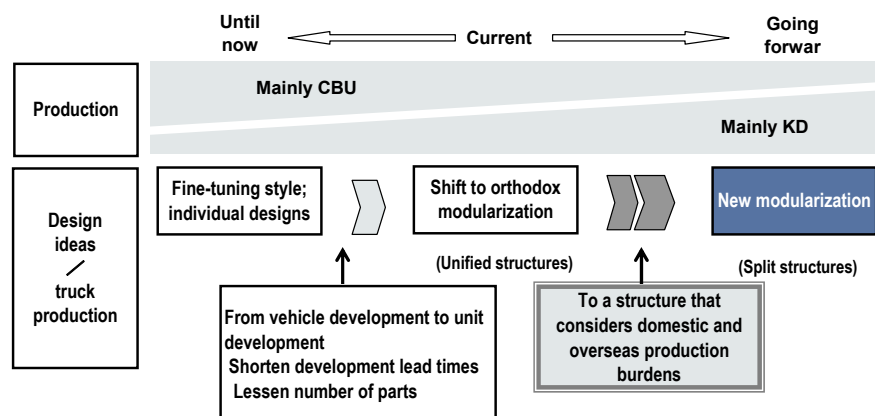 Until
now
Current
Going
forwar
Production
Mainly CBU
Mainly KD
Design
ideas
／
truck
production
Fine-tuning style;
individual designs
Shift to orthodox
modularization
New modularization
(Unified structures)
(Split structures)
From vehicle development to unit
development
Shorten development lead times
Lessen number of parts
To a structure that
considers domestic and
overseas production
burdens